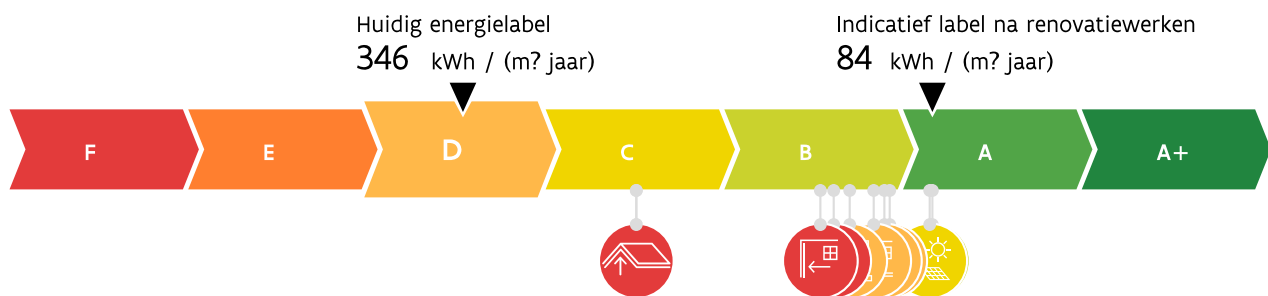 Huidig energielabel
346 kWh / (m? jaar)
Indicatief label na renovatiewerken
84 kWh / (m? jaar)
F
E
D
C
B
A
A+